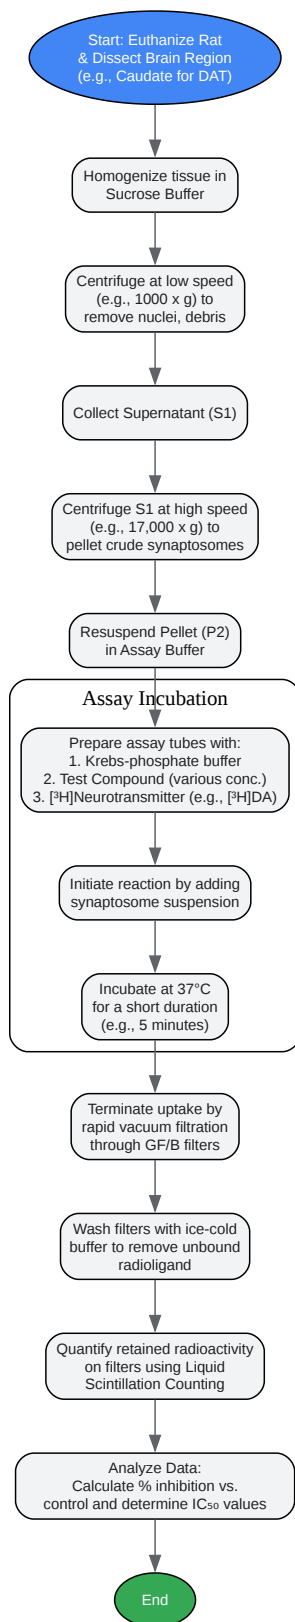 Start: Euthanize Rat
& Dissect Brain Region
(e.g., Caudate for DAT)
Homogenize tissue in
Sucrose Buffer
Centrifuge at low speed
(e.g., 1000 x g) to
remove nuclei, debris
Collect Supernatant (S1)
Centrifuge S1 at high speed
(e.g., 17,000 x g) to
pellet crude synaptosomes
Resuspend Pellet (P2)
in Assay Buffer
Assay Incubation
Prepare assay tubes with:
1. Krebs-phosphate buffer
2. Test Compound (various conc.)
3. [³H]Neurotransmitter (e.g., [³H]DA)
Initiate reaction by adding
synaptosome suspension
Incubate at 37°C
for a short duration
(e.g., 5 minutes)
Terminate uptake by
rapid vacuum filtration
through GF/B filters
Wash filters with ice-cold
buffer to remove unbound
radioligand
Quantify retained radioactivity
on filters using Liquid
Scintillation Counting
Analyze Data:
Calculate % inhibition vs.
control and determine IC₅₀ values
End